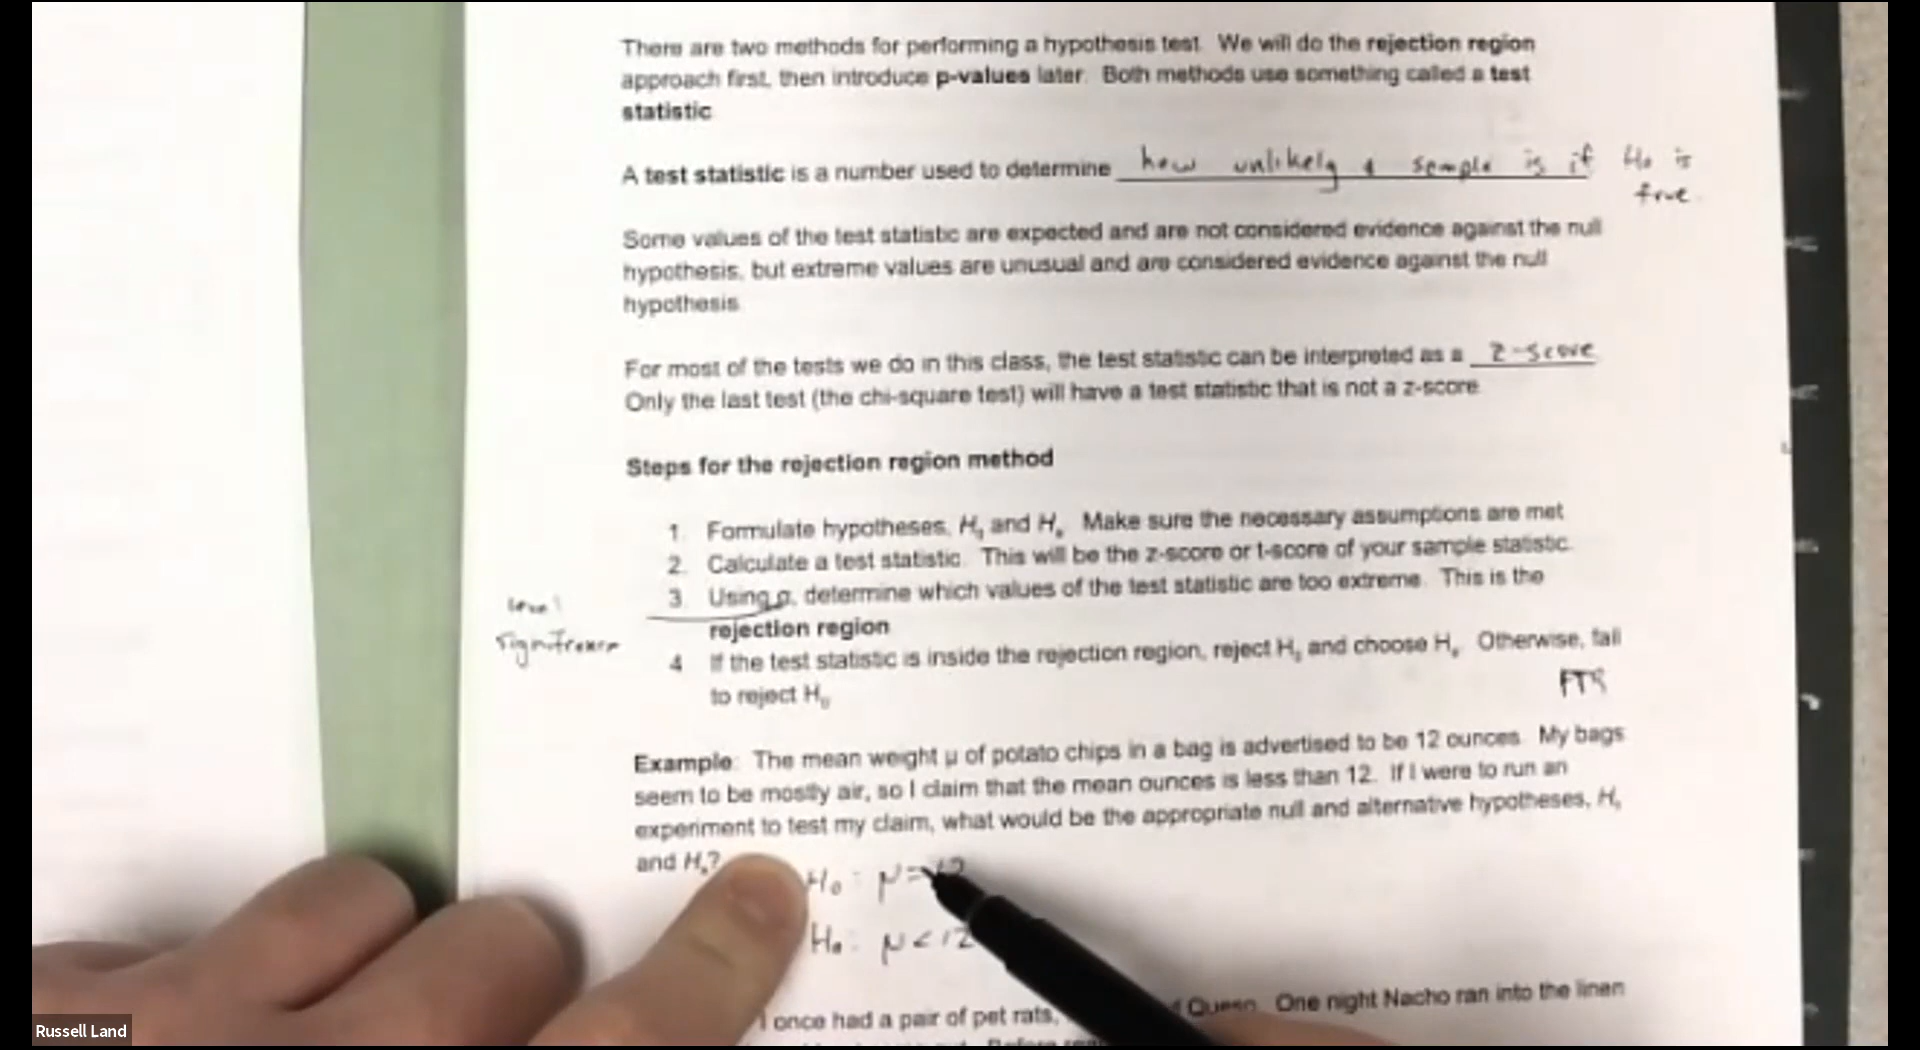 There are two methods for performing a hypothesis test. We will do the rejection region
approach first, then introduce p-values later. Both methods use something called a test
statistic
A test statistic is a number used to determine how unlikely a sample is if H₀ is
true.
Some values of the test statistic are expected and are not considered evidence against the null
hypothesis, but extreme values are unusual and are considered evidence against the null
hypothesis
For most of the tests we do in this class, the test statistic can be interpreted as a z-score
Only the last test (the chi-square test) will have a test statistic that is not a z-score
Steps for the rejection region method
1. Formulate hypotheses, H₀ and Hₐ. Make sure the necessary assumptions are met
2. Calculate a test statistic. This will be the z-score or t-score of your sample statistic.
3. Using α, determine which values of the test statistic are too extreme. This is the
rejection region
level
significance
4. If the test statistic is inside the rejection region, reject H₀ and choose Hₐ. Otherwise, fail
to reject H₀
FTR
Example: The mean weight μ of potato chips in a bag is advertised to be 12 ounces. My bags
seem to be mostly air, so I claim that the mean ounces is less than 12. If I were to run an
experiment to test my claim, what would be the appropriate null and alternative hypotheses, H₀
and Hₐ?
H₀: μ=12
Hₐ: μ<12
I once had a pair of pet rats, Queen. One night Nacho ran into the linen
Russell Land